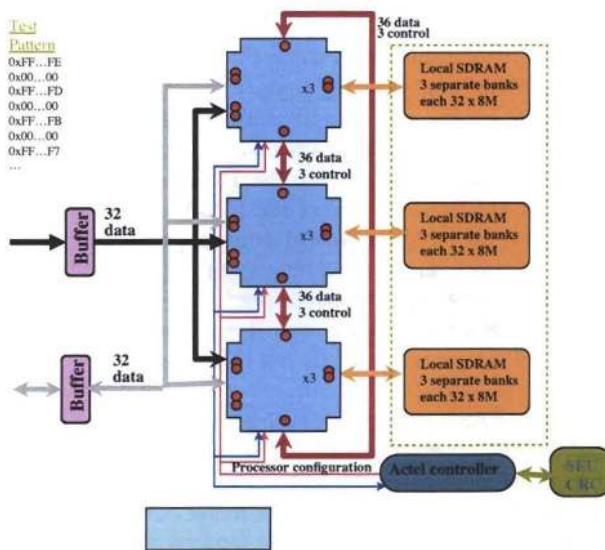 Test
Pattern
0xFF...FE
0x00...00
0xFF...FD
0x00...00
0xFF...FB
0x00...00
0xFF...F7
...
36 data
3 control
x3
Local SDRAM
3 separate banks
each 32 x 8M
36 data
3 control
32
data
Buffer
x3
Local SDRAM
3 separate banks
each 32 x 8M
36 data
3 control
32
data
Buffer
x3
Local SDRAM
3 separate banks
each 32 x 8M
Processor configuration
Actel controller
SEU
CRC